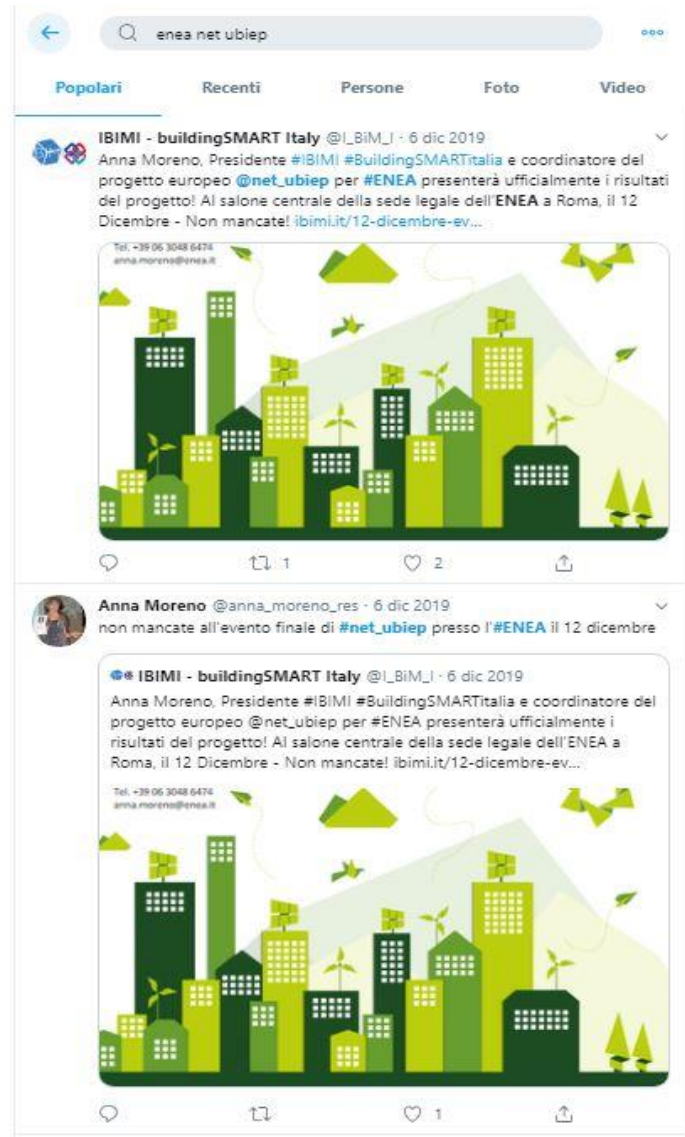 enea net ubiep
Popolari Recenti Persone Foto Video
IBIMI - buildingSMART Italy @I_BiM_I · 6 dic 2019
Anna Moreno, Presidente #IBIMI #BuildingSMARTitalia e coordinatore del
progetto europeo @net_ubiep per #ENEA presenterà ufficialmente i risultati
del progetto! Al salone centrale della sede legale dell'ENEA a Roma, il 12
Dicembre - Non mancate! ibimi.it/12-dicembre-ev...
Tel. +39 06 3048 6474
anna.moreno@enea.it
1 2
Anna Moreno @anna_moreno_res · 6 dic 2019
non mancate all'evento finale di #net_ubiep presso l'#ENEA il 12 dicembre
IBIMI - buildingSMART Italy @I_BiM_I · 6 dic 2019
Anna Moreno, Presidente #IBIMI #BuildingSMARTitalia e coordinatore del
progetto europeo @net_ubiep per #ENEA presenterà ufficialmente i
risultati del progetto! Al salone centrale della sede legale dell'ENEA a
Roma, il 12 Dicembre - Non mancate! ibimi.it/12-dicembre-ev...
Tel. +39 06 3048 6474
anna.moreno@enea.it
1